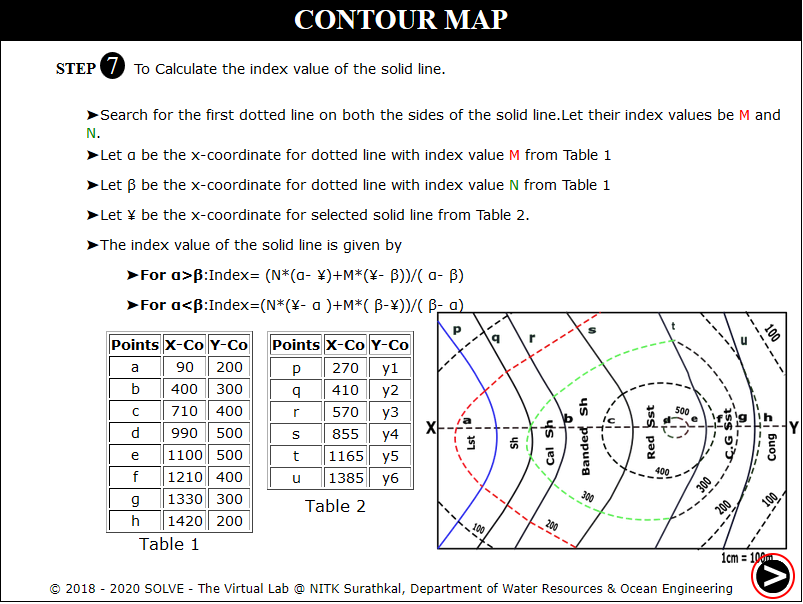 CONTOUR MAP
STEP 7 To Calculate the index value of the solid line.
➤Search for the first dotted line on both the sides of the solid line.Let their index values be M and
N.
➤Let α be the x-coordinate for dotted line with index value M from Table 1
➤Let β be the x-coordinate for dotted line with index value N from Table 1
➤Let ¥ be the x-coordinate for selected solid line from Table 2.
➤The index value of the solid line is given by
➤For α>β:Index= (N*(α- ¥)+M*(¥- β))/( α- β)
➤For α<β:Index=(N*(¥- α )+M*( β-¥))/( β- α)
Points X-Co Y-Co
a 90 200
b 400 300
c 710 400
d 990 500
e 1100 500
f 1210 400
g 1330 300
h 1420 200
Table 1
Points X-Co Y-Co
p 270 y1
q 410 y2
r 570 y3
s 855 y4
t 1165 y5
u 1385 y6
Table 2
p q r s t u 100
X a b c d e f g h Y
500
Lst Sh Cal Sh Banded Sh Red Sst C.G Sst Cong
400
300 300
200 200
100 100
1cm = 100m
© 2018 - 2020 SOLVE - The Virtual Lab @ NITK Surathkal, Department of Water Resources & Ocean Engineering